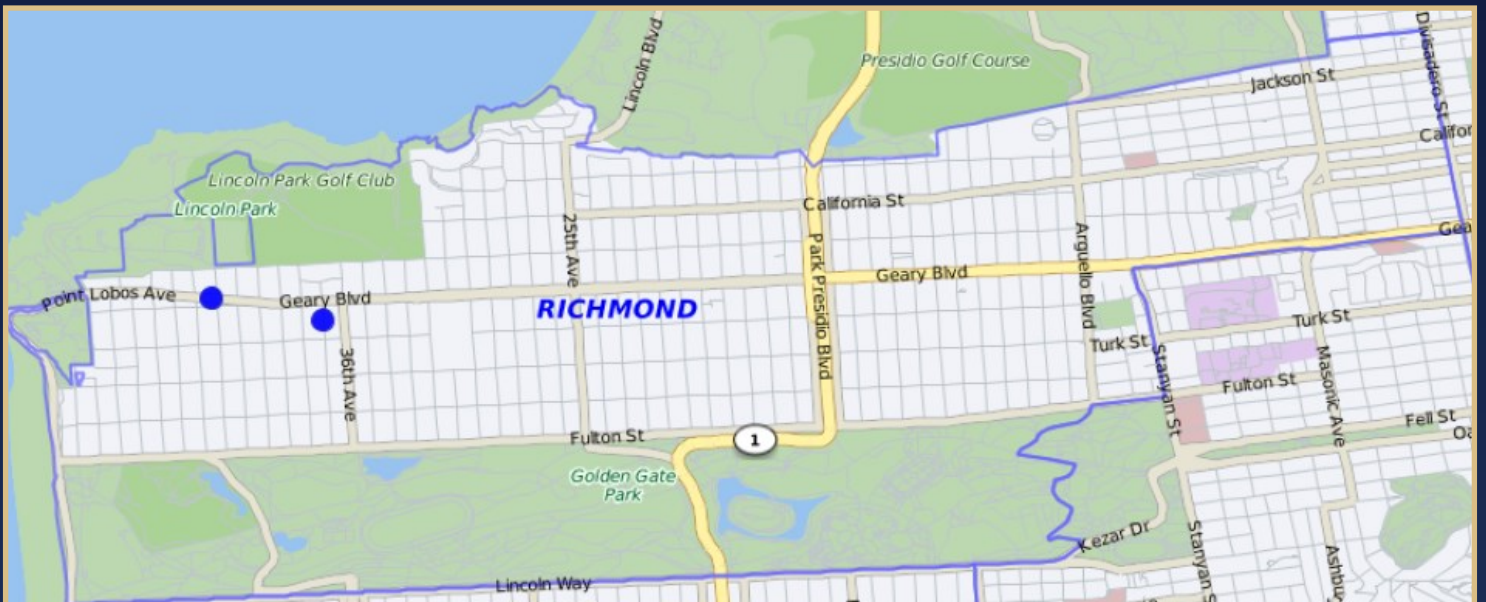 Lincoln Blvd
Divisadero St
Presidio Golf Course
Jackson St
Califor
Lincoln Park Golf Club
Lincoln Park
California St
25th Ave
Park Presidio Blvd
Arguello Blvd
Gea
Geary Blvd
Point Lobos Ave
Geary Blvd
RICHMOND
Turk St
Turk St
36th Ave
Stanyan St
Masonic Ave
Fulton St
Fell St
Oa
Fulton St
1
Golden Gate
Park
Kezar Dr
Stanyan S
Ashbu
Lincoln Way